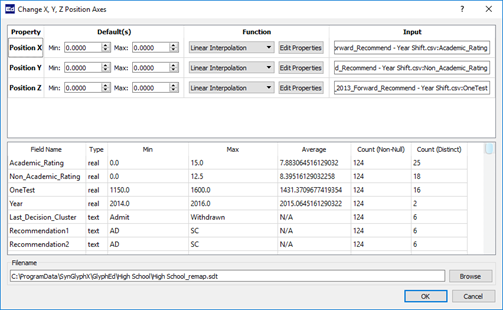 Ed Change X, Y, Z Position Axes
Property Default(s) Function Input
Position X Min: 0.0000 Max: 0.0000 Linear Interpolation Edit Properties orward_Recommend - Year Shift.csv:Academic_Rating
Position Y Min: 0.0000 Max: 0.0000 Linear Interpolation Edit Properties d_Recommend - Year Shift.csv:Non_Academic_Rating
Position Z Min: 0.0000 Max: 0.0000 Linear Interpolation Edit Properties _2013_Forward_Recommend - Year Shift.csv:OneTest
Field Name Type Min Max Average Count (Non-Null) Count (Distinct)
Academic_Rating real 0.0 15.0 7.883064516129032 124 25
Non_Academic_Rating real 0.0 12.5 8.39516129032258 124 18
OneTest real 1150.0 1600.0 1431.3709677419354 124 16
Year real 2014.0 2016.0 2015.0645161290322 124 2
Last_Decision_Cluster text Admit Withdrawn N/A 124 6
Recommendation1 text AD SC N/A 124 6
Recommendation2 text AD SC N/A 124 6
Filename
C:\ProgramData\SynGlyphX\GlyphEd\High School\High School_remap.sdt Browse
OK Cancel